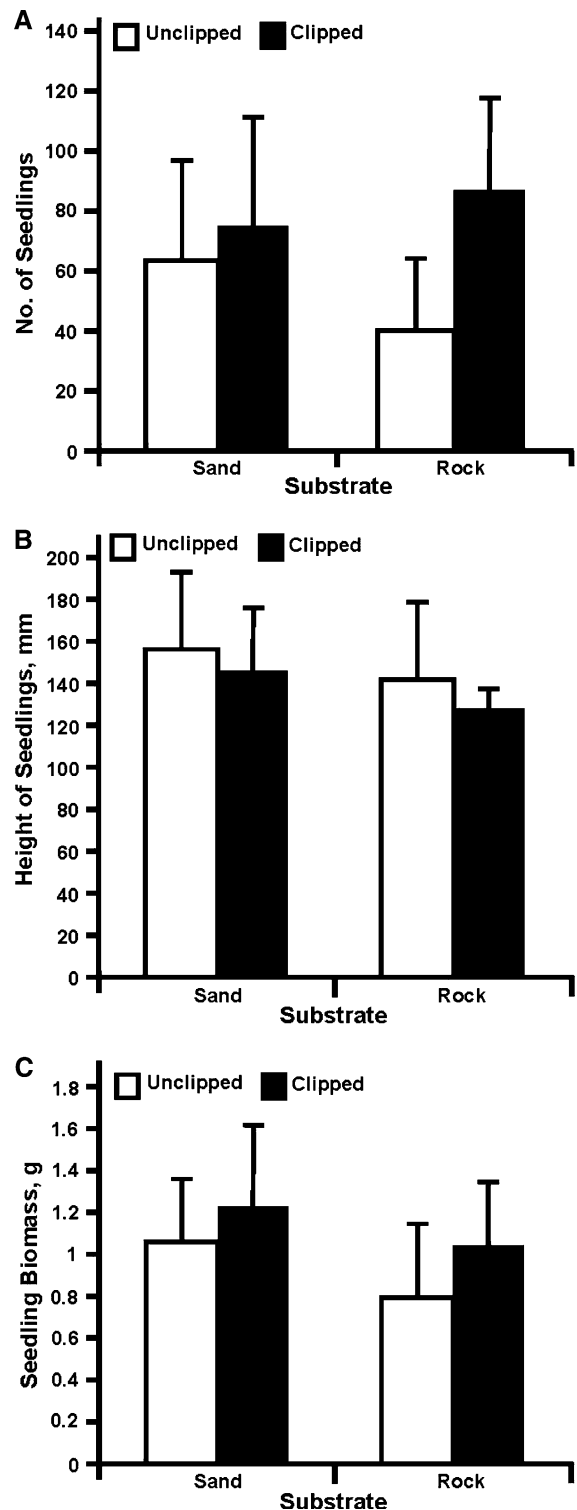 A
Unclipped Clipped
No. of Seedlings
140
120
100
80
60
40
20
0
Sand Rock
Substrate
B
Unclipped Clipped
Height of Seedlings, mm
200
180
160
140
120
100
80
60
40
20
0
Sand Rock
Substrate
C
Unclipped Clipped
Seedling Biomass, g
1.8
1.6
1.4
1.2
1
0.8
0.6
0.4
0.2
0
Sand Rock
Substrate